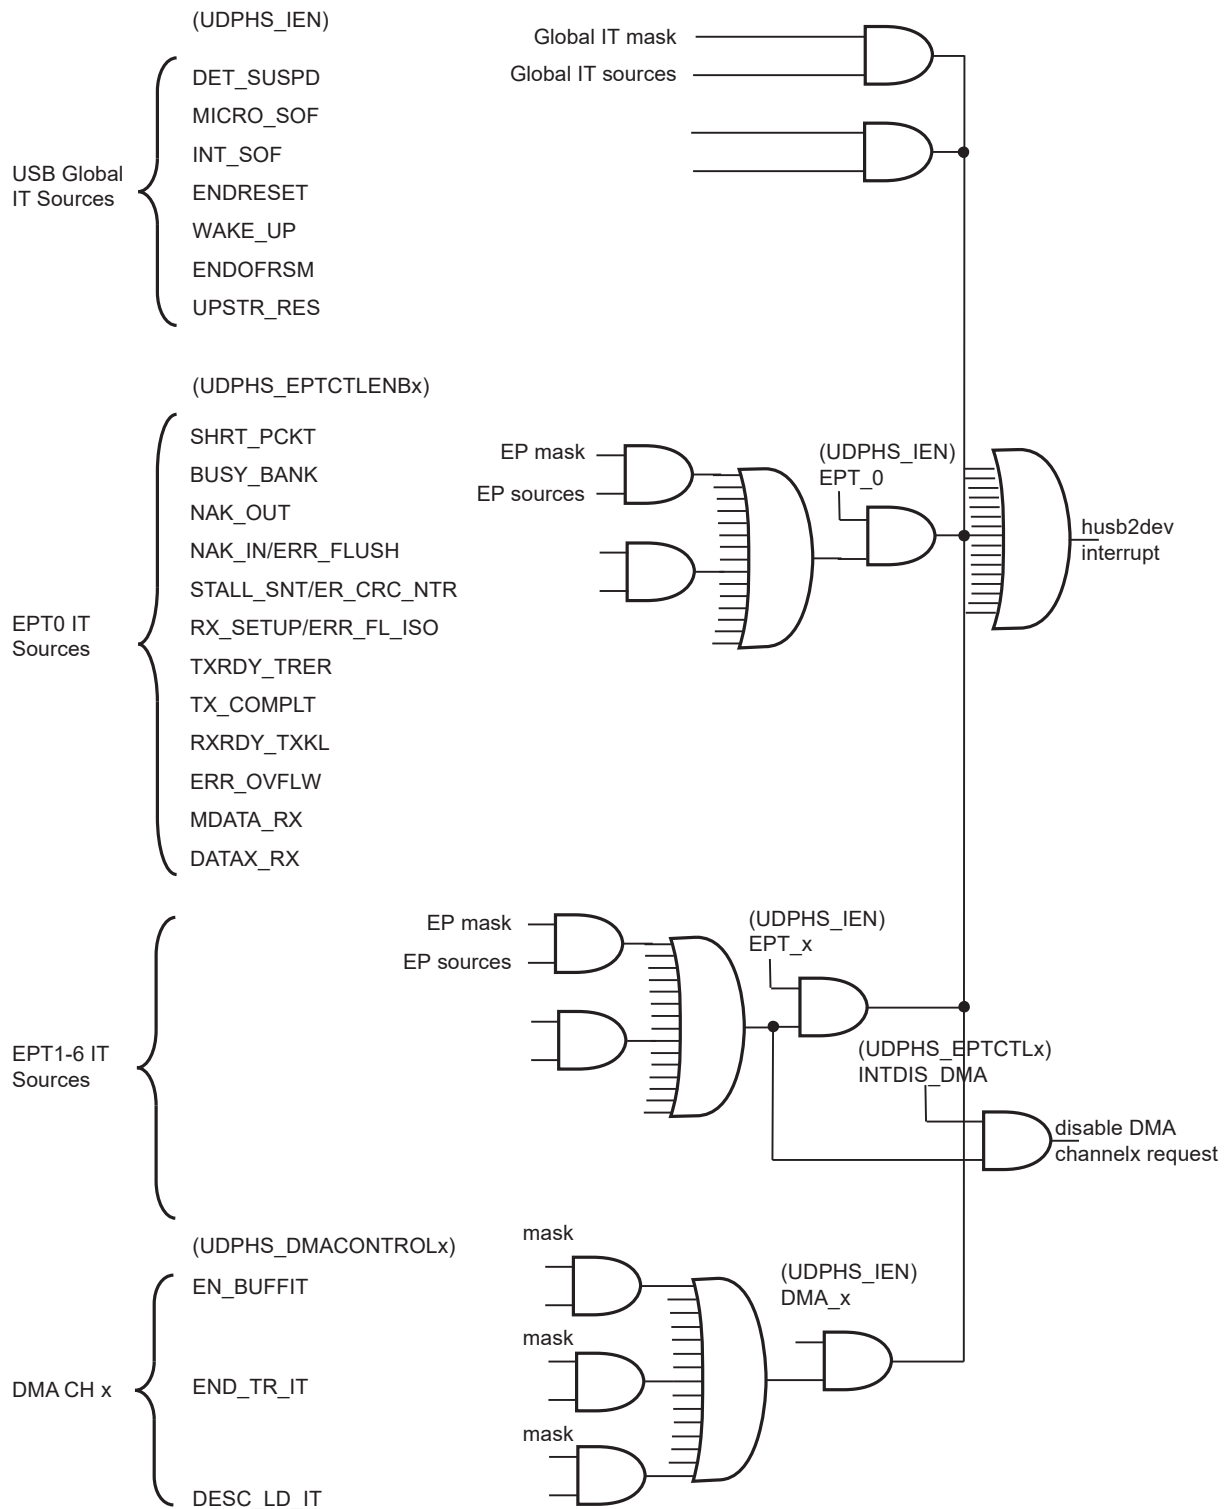 (UDPHS_IEN)
Global IT mask
Global IT sources
USB Global
IT Sources
DET_SUSPD
MICRO_SOF
INT_SOF
ENDRESET
WAKE_UP
ENDOFRSM
UPSTR_RES
(UDPHS_EPTCTLENBx)
EPT0 IT
Sources
SHRT_PCKT
BUSY_BANK
NAK_OUT
NAK_IN/ERR_FLUSH
STALL_SNT/ER_CRC_NTR
RX_SETUP/ERR_FL_ISO
TXRDY_TRER
TX_COMPLT
RXRDY_TXKL
ERR_OVFLW
MDATA_RX
DATAX_RX
EP mask
EP sources
(UDPHS_IEN)
EPT_0
husb2dev
interrupt
EPT1-6 IT
Sources
EP mask
EP sources
(UDPHS_IEN)
EPT_x
(UDPHS_EPTCTLx)
INTDIS_DMA
disable DMA
channelx request
(UDPHS_DMACONTROLx)
DMA CH x
EN_BUFFIT
END_TR_IT
DESC_LD_IT
mask
mask
mask
(UDPHS_IEN)
DMA_x